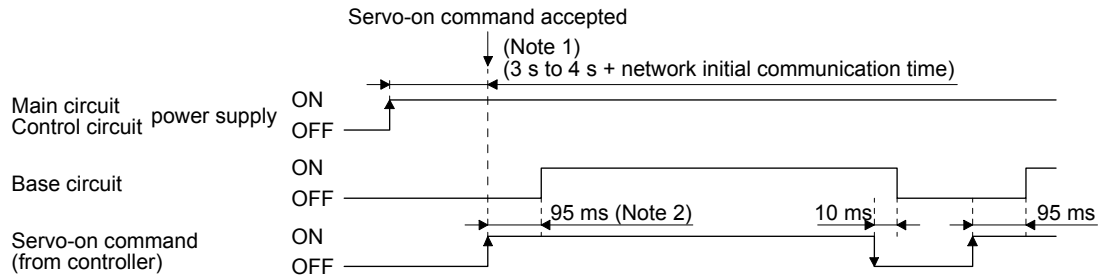 Servo-on command accepted
(Note 1)
(3 s to 4 s + network initial communication time)
Main circuit
Control circuit
power supply
ON
OFF
Base circuit
ON
OFF
95 ms (Note 2)
10 ms
95 ms
Servo-on command
(from controller)
ON
OFF